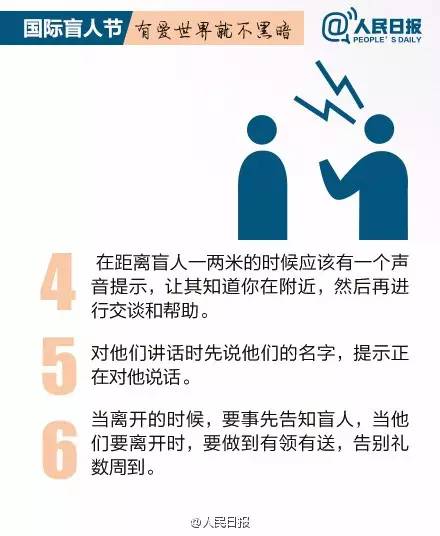 国际盲人节
有爱世界就不黑暗
@人民日报
PEOPLE'S DAILY
4
在距离盲人一两米的时候应该有一个声
音提示，让其知道你在附近，然后再进
行交谈和帮助。
5
对他们讲话时先说他们的名字，提示正
在对他说话。
6
当离开的时候，要事先告知盲人，当他
们要离开时，要做到有领有送，告别礼
数周到。
@人民日报